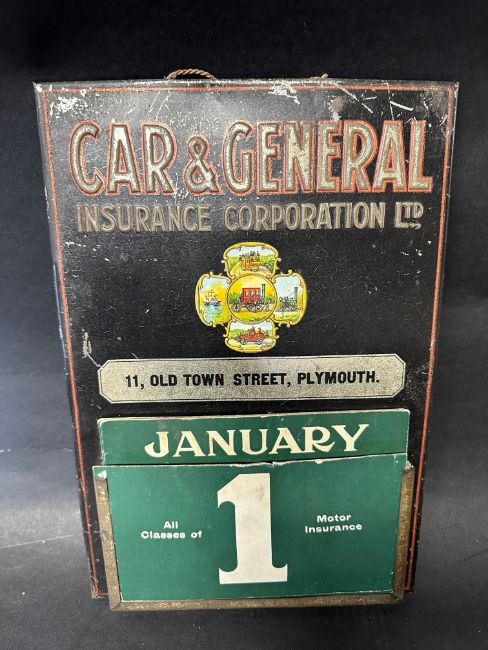 CAR & GENERAL
INSURANCE CORPORATION LTD
11, OLD TOWN STREET, PLYMOUTH.
JANUARY
1
All
Classes of
Motor
Insurance